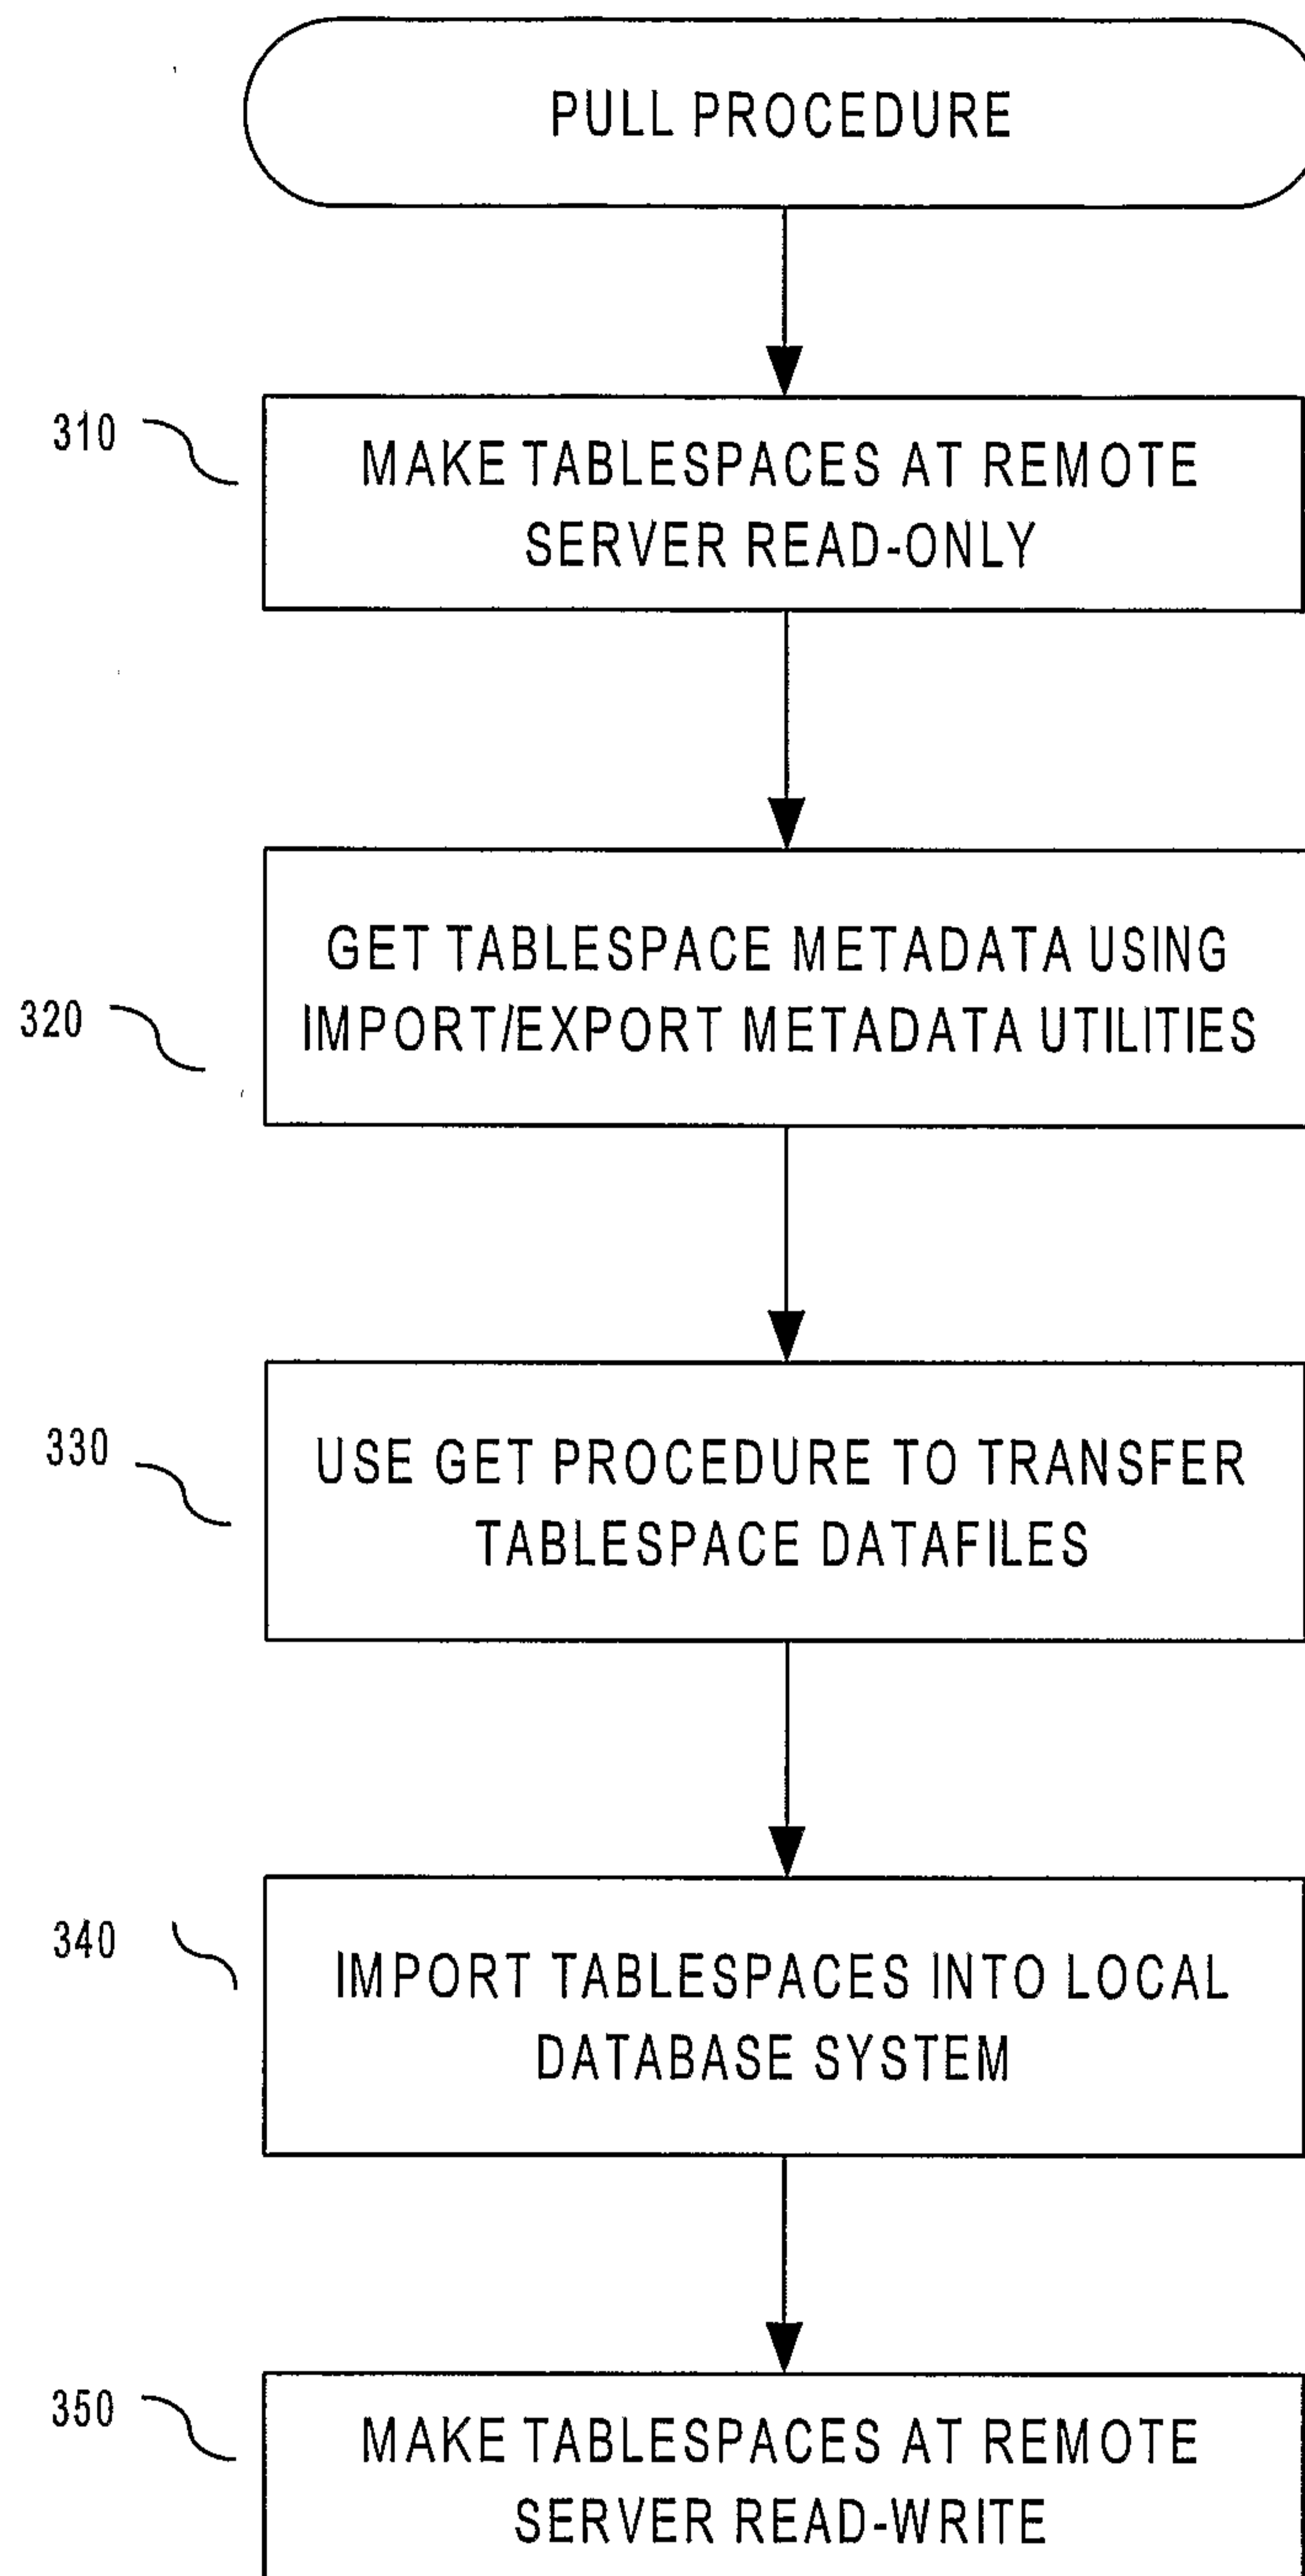 PULL PROCEDURE
310
MAKE TABLESPACES AT REMOTE
SERVER READ-ONLY
320
GET TABLESPACE METADATA USING
IMPORT/EXPORT METADATA UTILITIES
330
USE GET PROCEDURE TO TRANSFER
TABLESPACE DATAFILES
340
IMPORT TABLESPACES INTO LOCAL
DATABASE SYSTEM
350
MAKE TABLESPACES AT REMOTE
SERVER READ-WRITE